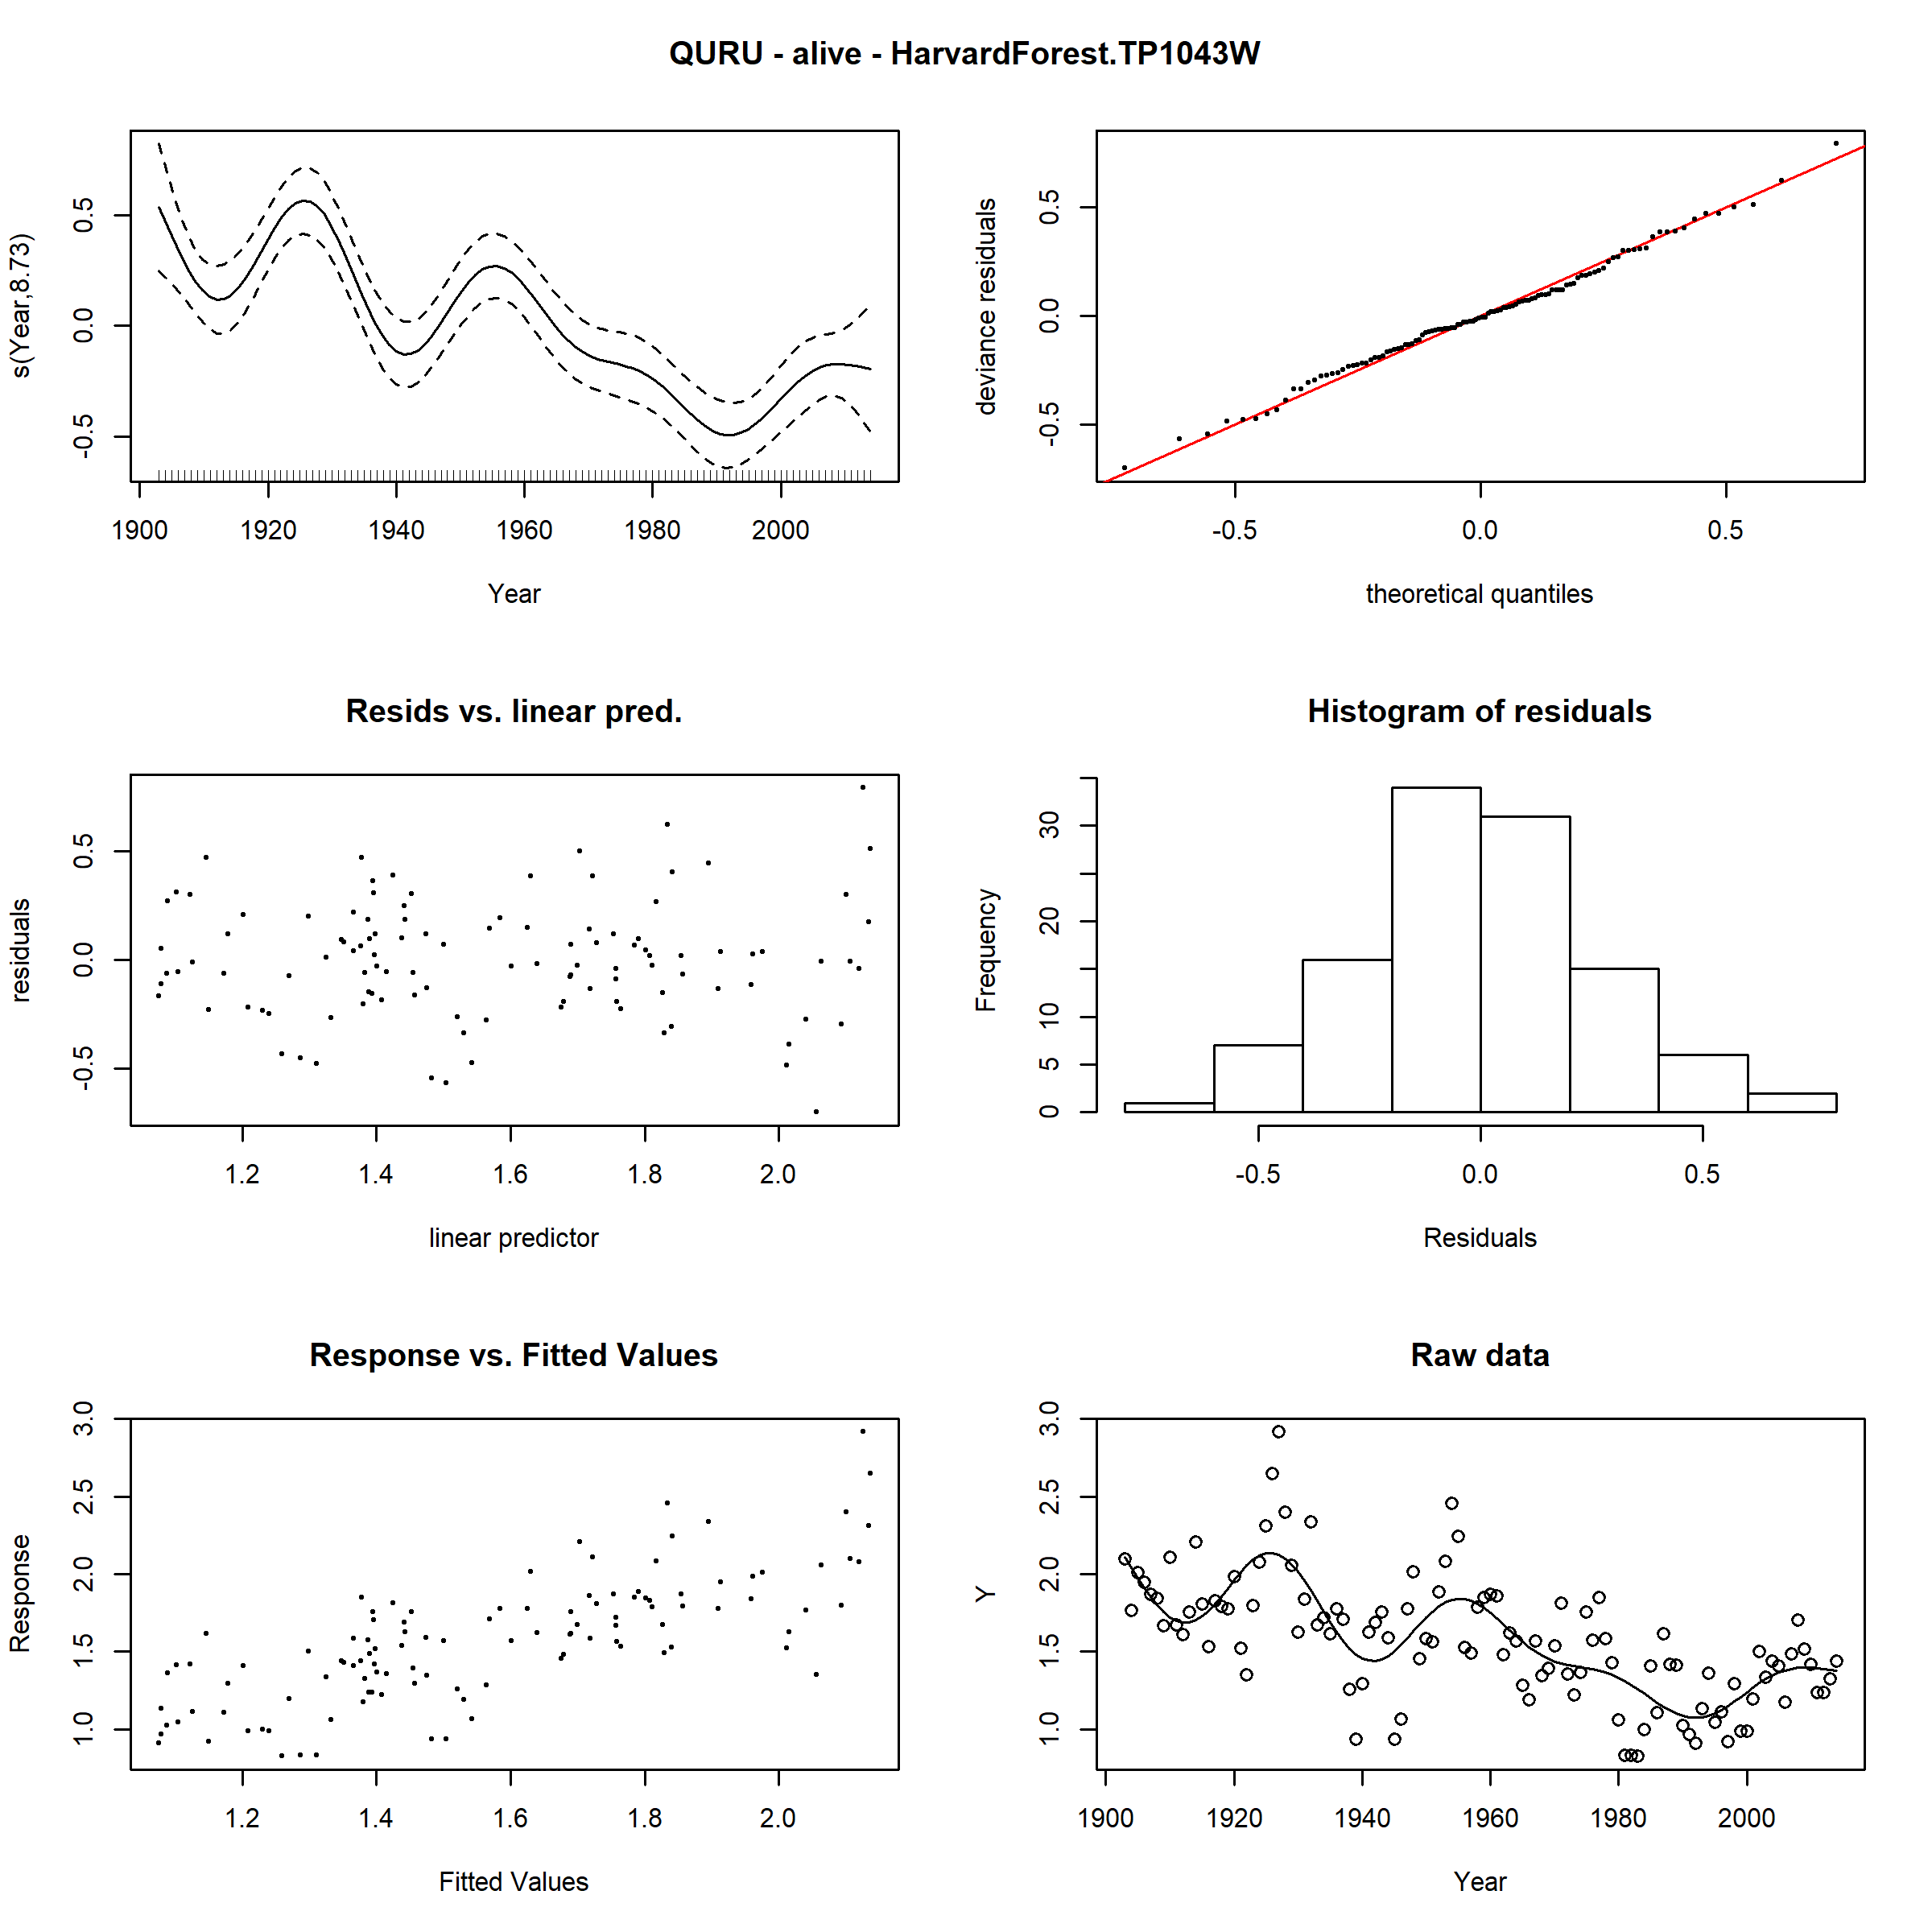 QURU - alive - HarvardForest.TP1043W
s(Year,8.73)
0.5
0.0
-0.5
1900 1920 1940 1960 1980 2000
Year
deviance residuals
0.5
0.0
-0.5
-0.5 0.0 0.5
theoretical quantiles
Resids vs. linear pred.
residuals
0.5
0.0
-0.5
1.2 1.4 1.6 1.8 2.0
linear predictor
Histogram of residuals
Frequency
30
20
10
5
0
-0.5 0.0 0.5
Residuals
Response vs. Fitted Values
Response
3.0
2.5
2.0
1.5
1.0
1.2 1.4 1.6 1.8 2.0
Fitted Values
Raw data
Y
3.0
2.5
2.0
1.5
1.0
1900 1920 1940 1960 1980 2000
Year